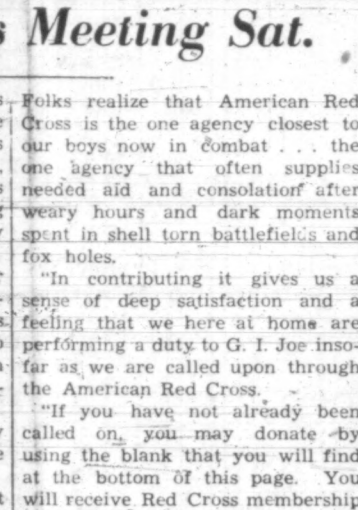 s Meeting Sat.
Folks realize that American Red
Cross is the one agency closest to
our boys now in combat . . . the
one agency that often supplies
needed aid and consolation after
weary hours and dark moments
spent in shell torn battlefields and
fox holes.
"In contributing it gives us a
sense of deep satisfaction and a
feeling that we here at home are
performing a duty to G. I. Joe inso-
far as we are called upon through
the American Red Cross.
"If you have not already been
called on, you may donate by
using the blank that you will find
at the bottom of this page. You
will receive Red Cross membership